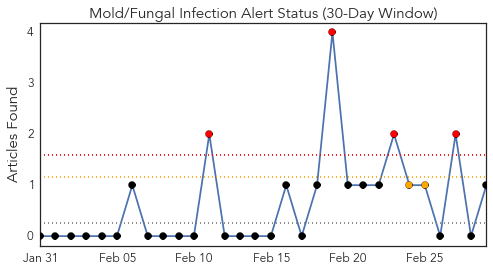 Mold/Fungal Infection Alert Status (30-Day Window)
Articles Found
4
3
2
1
0
Jan 31
Feb 05
Feb 10
Feb 15
Feb 20
Feb 25